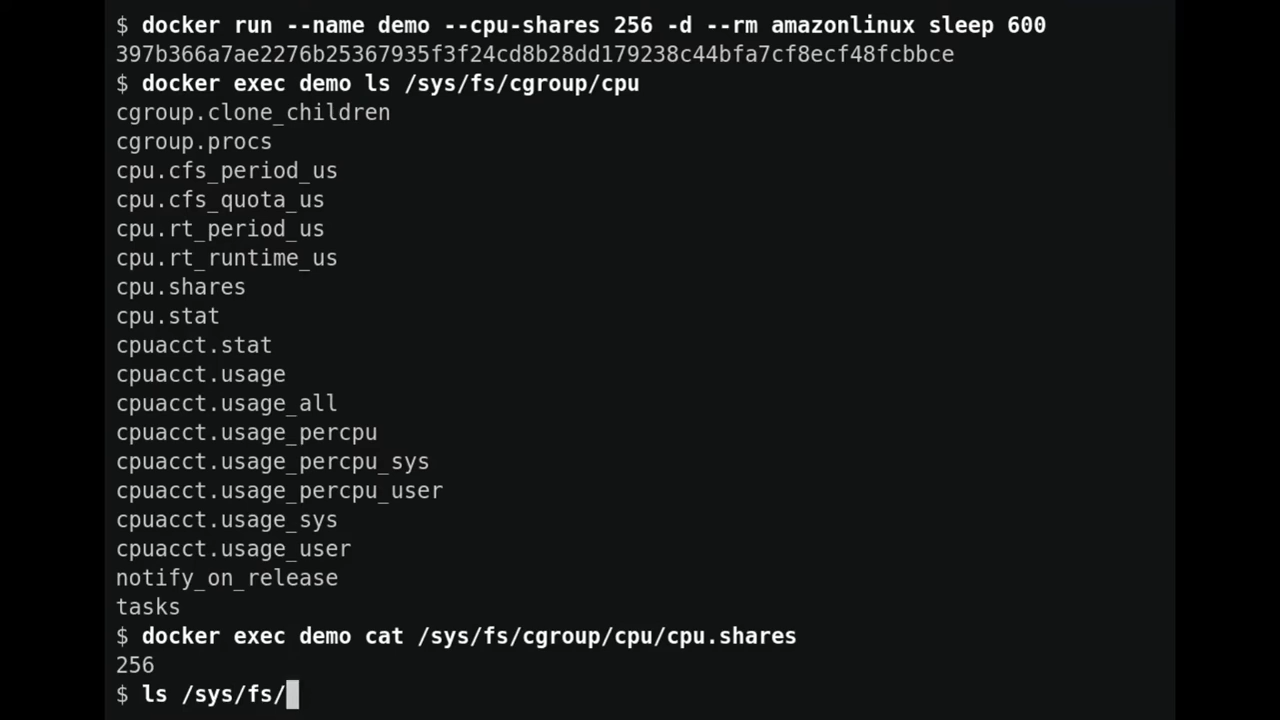 $ docker run --name demo --cpu-shares 256 -d --rm amazonlinux sleep 600
397b366a7ae2276b25367935f3f24cd8b28dd179238c44bfa7cf8ecf48fcbbce
$ docker exec demo ls /sys/fs/cgroup/cpu
cgroup.clone_children
cgroup.procs
cpu.cfs_period_us
cpu.cfs_quota_us
cpu.rt_period_us
cpu.rt_runtime_us
cpu.shares
cpu.stat
cpuacct.stat
cpuacct.usage
cpuacct.usage_all
cpuacct.usage_percpu
cpuacct.usage_percpu_sys
cpuacct.usage_percpu_user
cpuacct.usage_sys
cpuacct.usage_user
notify_on_release
tasks
$ docker exec demo cat /sys/fs/cgroup/cpu/cpu.shares
256
$ ls /sys/fs/